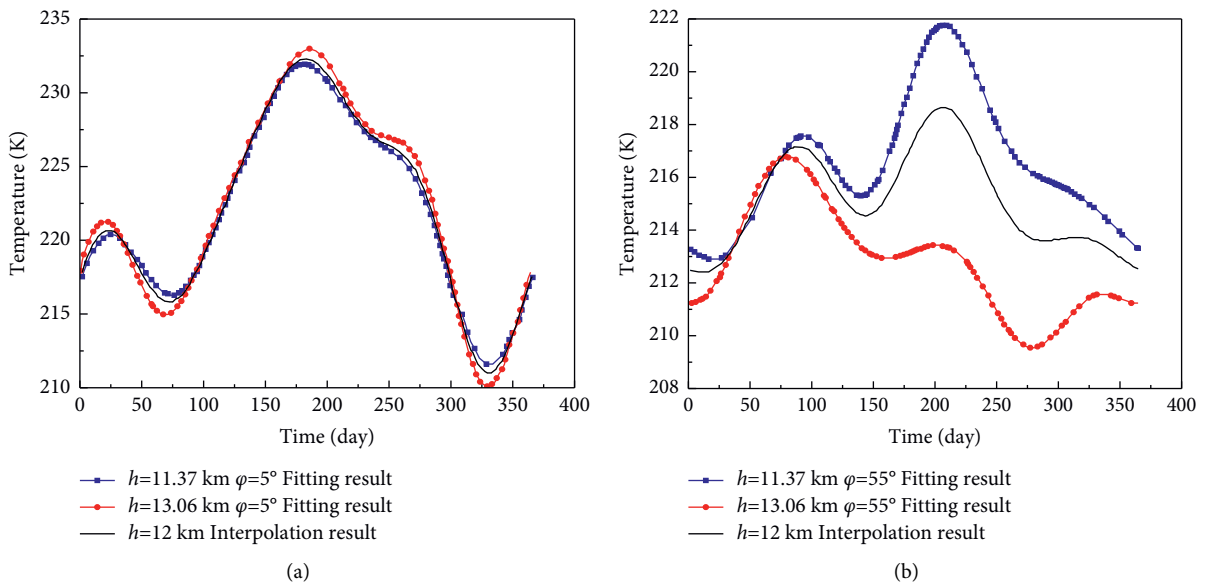 235
230
225
220
215
210
Temperature (K)
0 50 100 150 200 250 300 350 400
Time (day)
h=11.37 km φ=5° Fitting result
h=13.06 km φ=5° Fitting result
h=12 km Interpolation result
(a)
222
220
218
216
213
212
210
208
Temperature (K)
0 50 100 150 200 250 300 350 400
Time (day)
h=11.37 km φ=55° Fitting result
h=13.06 km φ=55° Fitting result
h=12 km Interpolation result
(b)